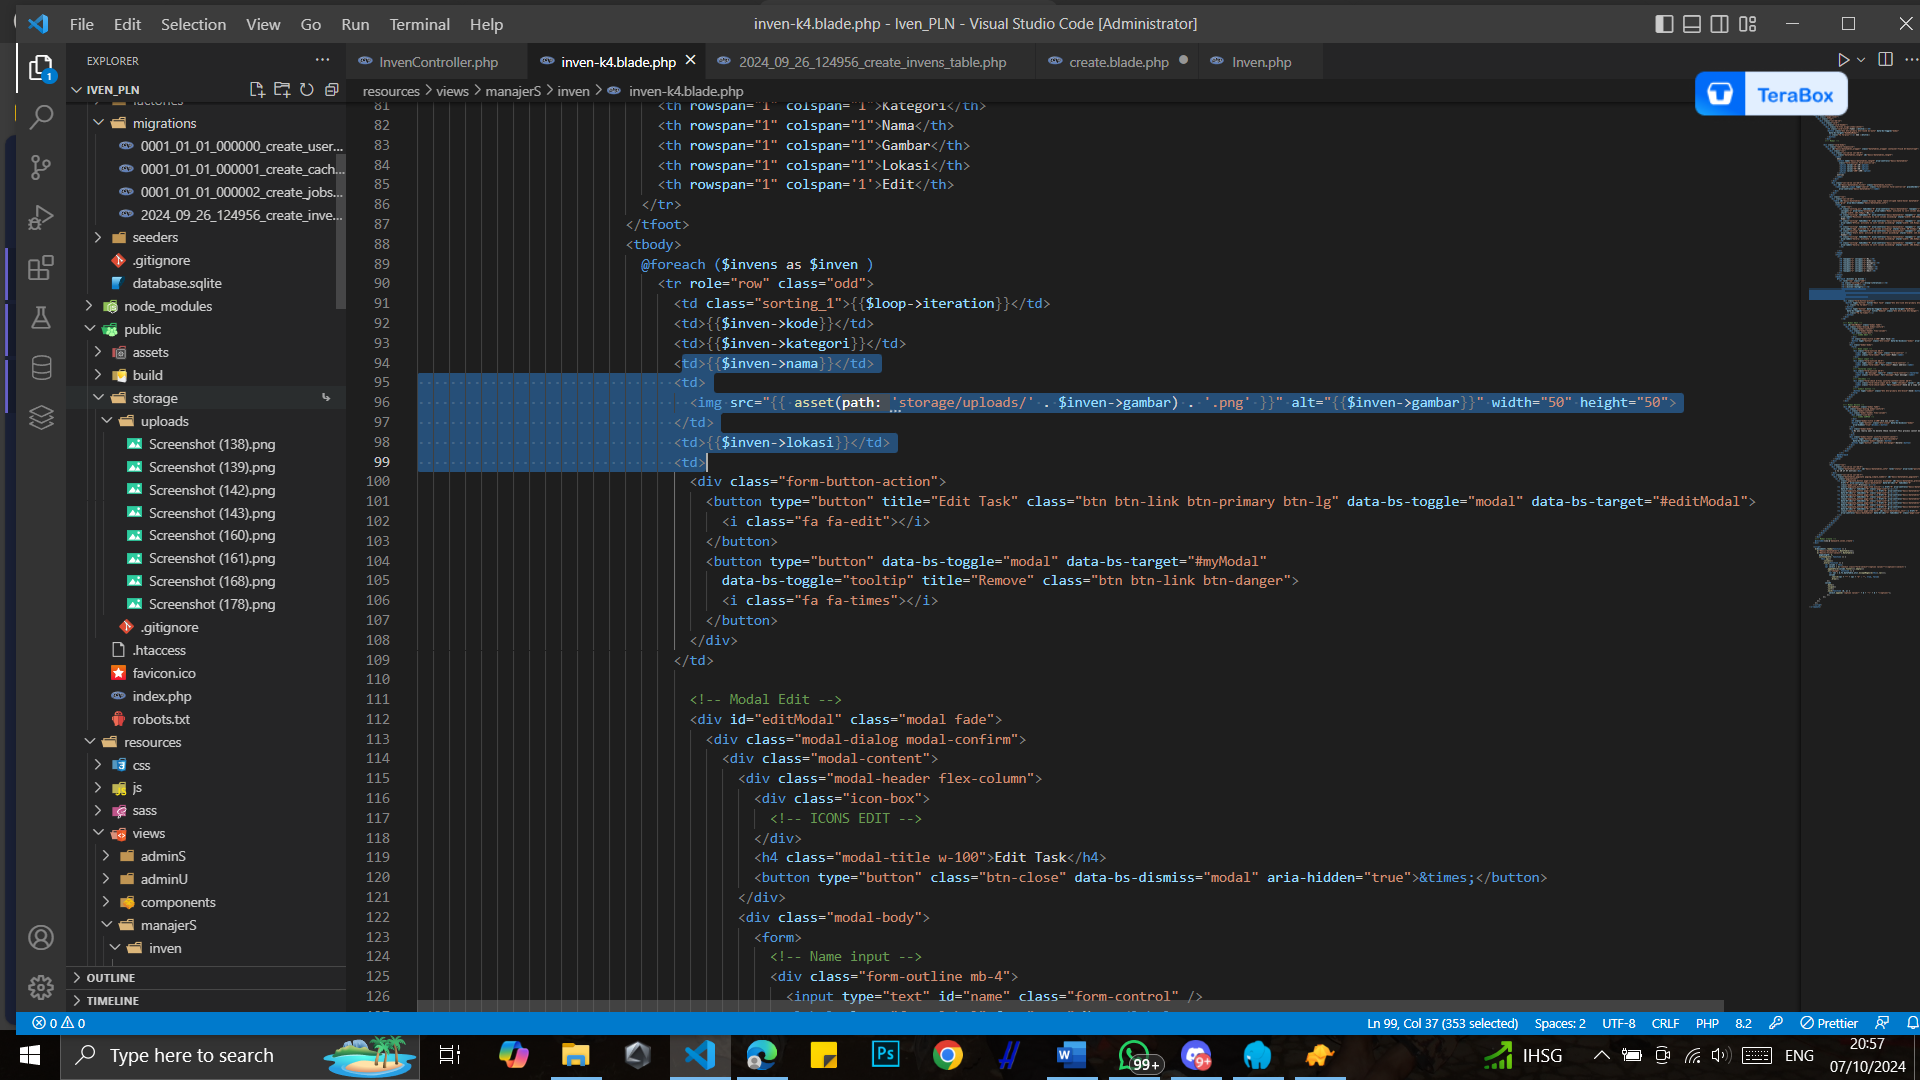 File Edit Selection View Go Run Terminal Help
inven-k4.blade.php - Iven_PLN - Visual Studio Code [Administrator]
EXPLORER
InvenController.php
inven-k4.blade.php
2024_09_26_124956_create_invens_table.php
create.blade.php
Inven.php
IVEN_PLN
resources > views > manajerS > inven > inven-k4.blade.php
TeraBox
factories
migrations
0001_01_01_000000_create_user...
0001_01_01_000001_create_cach...
0001_01_01_000002_create_jobs...
2024_09_26_124956_create_inve...
seeders
.gitignore
database.sqlite
node_modules
public
assets
build
storage
uploads
Screenshot (138).png
Screenshot (139).png
Screenshot (142).png
Screenshot (143).png
Screenshot (160).png
Screenshot (161).png
Screenshot (168).png
Screenshot (178).png
.gitignore
.htaccess
favicon.ico
index.php
robots.txt
resources
css
js
sass
views
adminS
adminU
components
manajerS
inven
OUTLINE
TIMELINE
81 <th rowspan="1" colspan="1">Kategori</th>
82 <th rowspan="1" colspan="1">Nama</th>
83 <th rowspan="1" colspan="1">Gambar</th>
84 <th rowspan="1" colspan="1">Lokasi</th>
85 <th rowspan="1" colspan='1'>Edit</th>
86 </tr>
87 </tfoot>
88 <tbody>
89 @foreach ($invens as $inven )
90 <tr role="row" class="odd">
91 <td class="sorting_1">{{$loop->iteration}}</td>
92 <td>{{$inven->kode}}</td>
93 <td>{{$inven->kategori}}</td>
94 <td>{{$inven->nama}}</td>
95 <td>
96 <img src="{{ asset(path: 'storage/uploads/' . $inven->gambar) . '.png' }}" alt="{{$inven->gambar}}" width="50" height="50">
97 </td>
98 <td>{{$inven->lokasi}}</td>
99 <td>
100 <div class="form-button-action">
101 <button type="button" title="Edit Task" class="btn btn-link btn-primary btn-lg" data-bs-toggle="modal" data-bs-target="#editModal">
102 <i class="fa fa-edit"></i>
103 </button>
104 <button type="button" data-bs-toggle="modal" data-bs-target="#myModal"
105 data-bs-toggle="tooltip" title="Remove" class="btn btn-link btn-danger">
106 <i class="fa fa-times"></i>
107 </button>
108 </div>
109 </td>
110
111 <!-- Modal Edit -->
112 <div id="editModal" class="modal fade">
113 <div class="modal-dialog modal-confirm">
114 <div class="modal-content">
115 <div class="modal-header flex-column">
116 <div class="icon-box">
117 <!-- ICONS EDIT -->
118 </div>
119 <h4 class="modal-title w-100">Edit Task</h4>
120 <button type="button" class="btn-close" data-bs-dismiss="modal" aria-hidden="true">&times;</button>
121 </div>
122 <div class="modal-body">
123 <form>
124 <!-- Name input -->
125 <div class="form-outline mb-4">
126 <input type="text" id="name" class="form-control" />
0 0
Ln 99, Col 37 (353 selected) Spaces: 2 UTF-8 CRLF PHP 8.2 Prettier
Type here to search
99+
9+
IHSG
ENG
20:57
07/10/2024